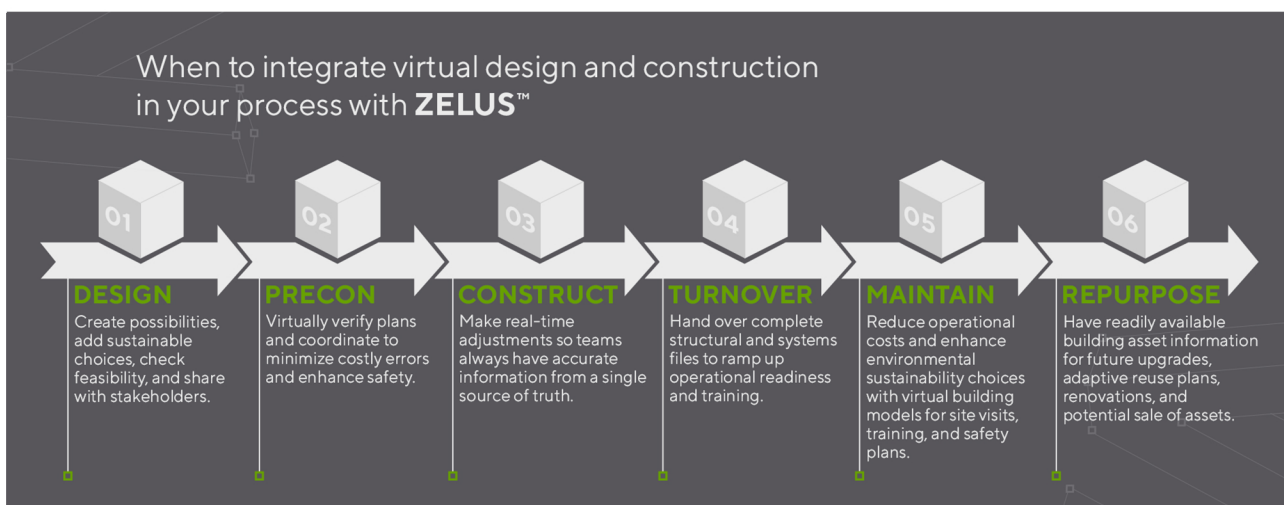 When to integrate virtual design and construction
in your process with ZELUS™
01
02
03
04
05
06
DESIGN
Create possibilities,
add sustainable
choices, check
feasibility, and share
with stakeholders.
PRECON
Virtually verify plans
and coordinate to
minimize costly errors
and enhance safety.
CONSTRUCT
Make real-time
adjustments so teams
always have accurate
information from a single
source of truth.
TURNOVER
Hand over complete
structural and systems
files to ramp up
operational readiness
and training.
MAINTAIN
Reduce operational
costs and enhance
environmental
sustainability choices
with virtual building
models for site visits,
training, and safety
plans.
REPURPOSE
Have readily available
building asset information
for future upgrades,
adaptive reuse plans,
renovations, and
potential sale of assets.